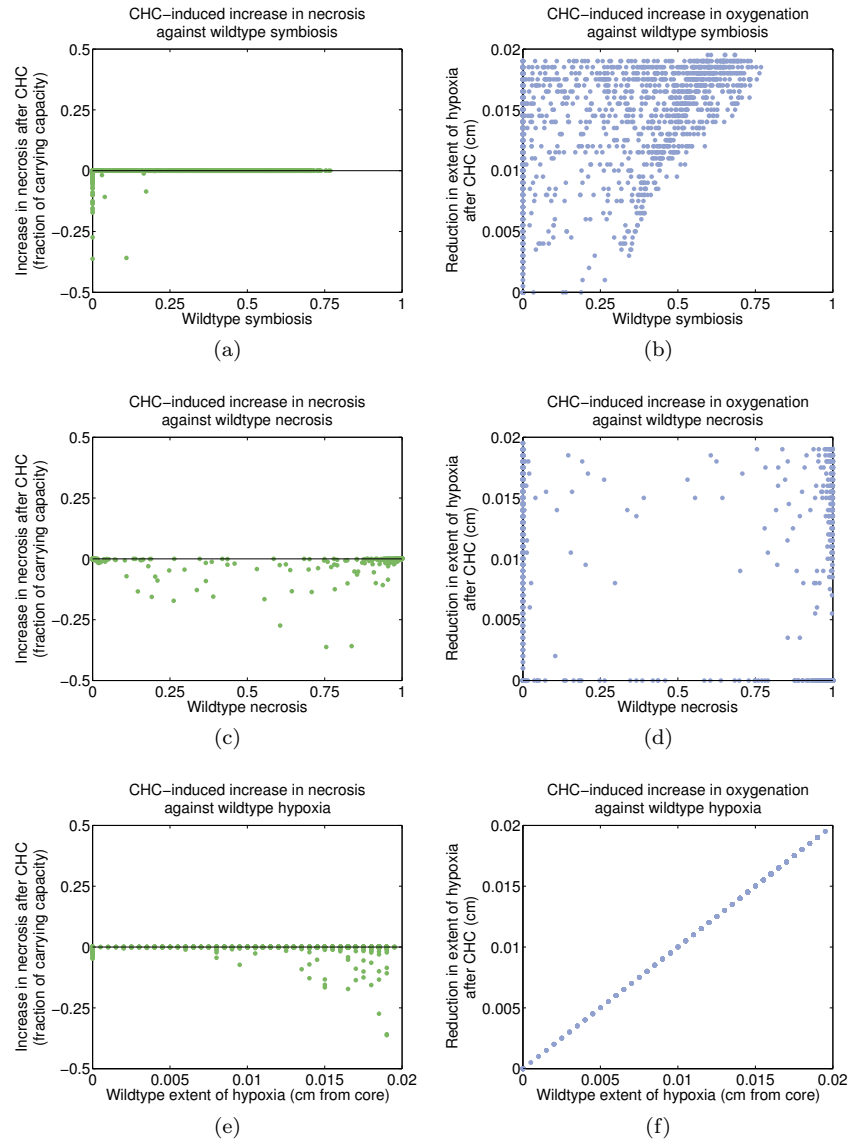 CHC−induced increase in necrosis
against wildtype symbiosis
Increase in necrosis after CHC
(fraction of carrying capacity)
0.5
0.25
0
−0.25
−0.5
0 0.25 0.5 0.75 1
Wildtype symbiosis
(a)
CHC−induced increase in oxygenation
against wildtype symbiosis
Reduction in extent of hypoxia
after CHC (cm)
0.02
0.015
0.01
0.005
0
0 0.25 0.5 0.75 1
Wildtype symbiosis
(b)
CHC−induced increase in necrosis
against wildtype necrosis
Increase in necrosis after CHC
(fraction of carrying capacity)
0.5
0.25
0
−0.25
−0.5
0 0.25 0.5 0.75 1
Wildtype necrosis
(c)
CHC−induced increase in oxygenation
against wildtype necrosis
Reduction in extent of hypoxia
after CHC (cm)
0.02
0.015
0.01
0.005
0
0 0.25 0.5 0.75 1
Wildtype necrosis
(d)
CHC−induced increase in necrosis
against wildtype hypoxia
Increase in necrosis after CHC
(fraction of carrying capacity)
0.5
0.25
0
−0.25
−0.5
0 0.005 0.01 0.015 0.02
Wildtype extent of hypoxia (cm from core)
(e)
CHC−induced increase in oxygenation
against wildtype hypoxia
Reduction in extent of hypoxia
after CHC (cm)
0.02
0.015
0.01
0.005
0
0 0.005 0.01 0.015 0.02
Wildtype extent of hypoxia (cm from core)
(f)